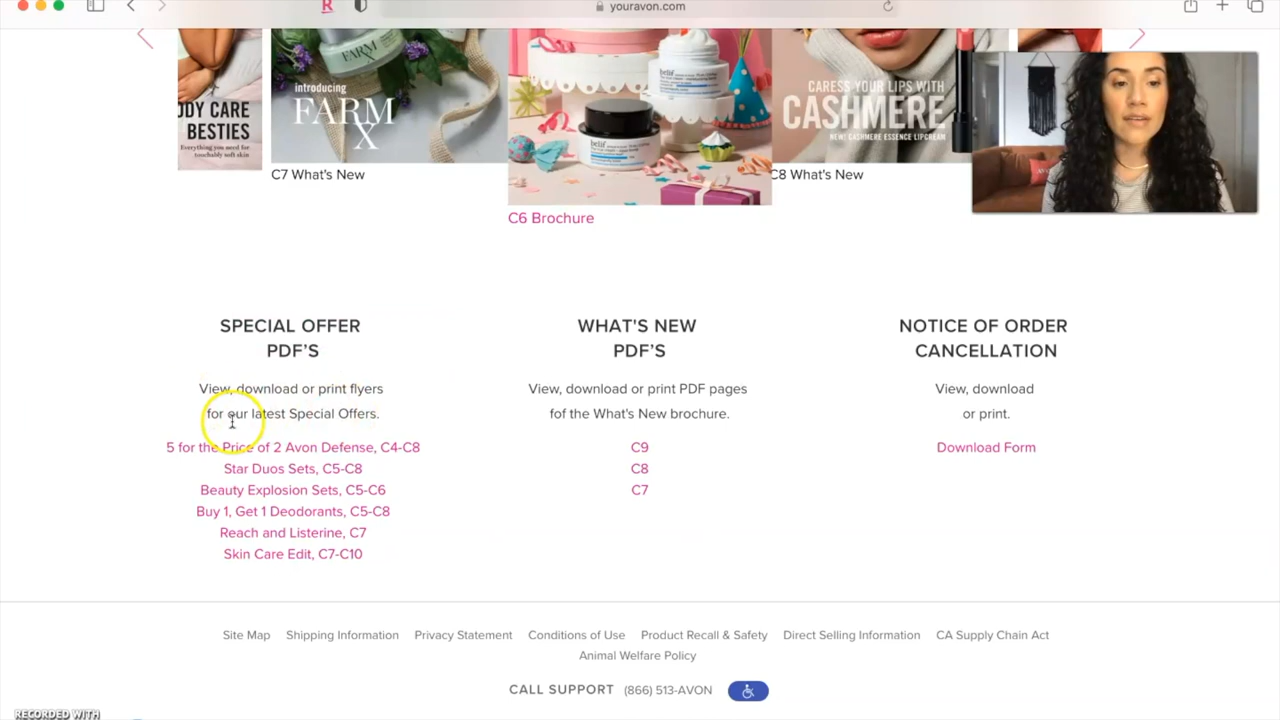 youravon.com
ODY CARE
BESTIES
Everything you need for
touchably soft skin
FARM
introducing
FARM
X
C7 What's New
belif
belif
C6 Brochure
CARESS YOUR LIPS WITH
CASHMERE
NEW! CASHMERE ESSENCE LIPCREAM
C8 What's New
SPECIAL OFFER
PDF'S
View, download or print flyers
for our latest Special Offers.
5 for the Price of 2 Avon Defense, C4-C8
Star Duos Sets, C5-C8
Beauty Explosion Sets, C5-C6
Buy 1, Get 1 Deodorants, C5-C8
Reach and Listerine, C7
Skin Care Edit, C7-C10
WHAT'S NEW
PDF'S
View, download or print PDF pages
fof the What's New brochure.
C9
C8
C7
NOTICE OF ORDER
CANCELLATION
View, download
or print.
Download Form
Site Map Shipping Information Privacy Statement Conditions of Use Product Recall & Safety Direct Selling Information CA Supply Chain Act
Animal Welfare Policy
CALL SUPPORT (866) 513-AVON
RECORDED WITH